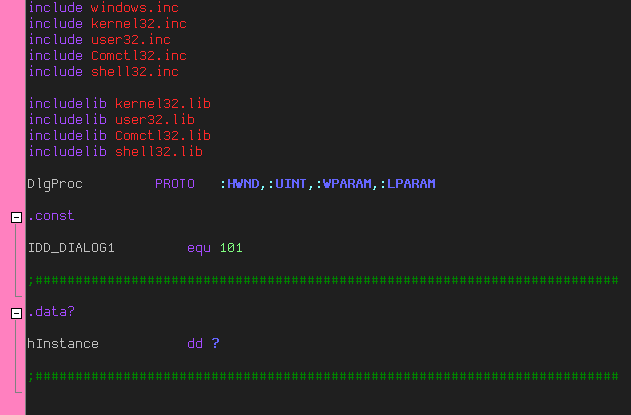 include windows.inc
include kernel32.inc
include user32.inc
include Comctl32.inc
include shell32.inc
includelib kernel32.lib
includelib user32.lib
includelib Comctl32.lib
includelib shell32.lib
DlgProc PROTO :HWND,:UINT,:WPARAM,:LPARAM
.const
IDD_DIALOG1 equ 101
;#########################################################################
.data?
hInstance dd ?
;#########################################################################